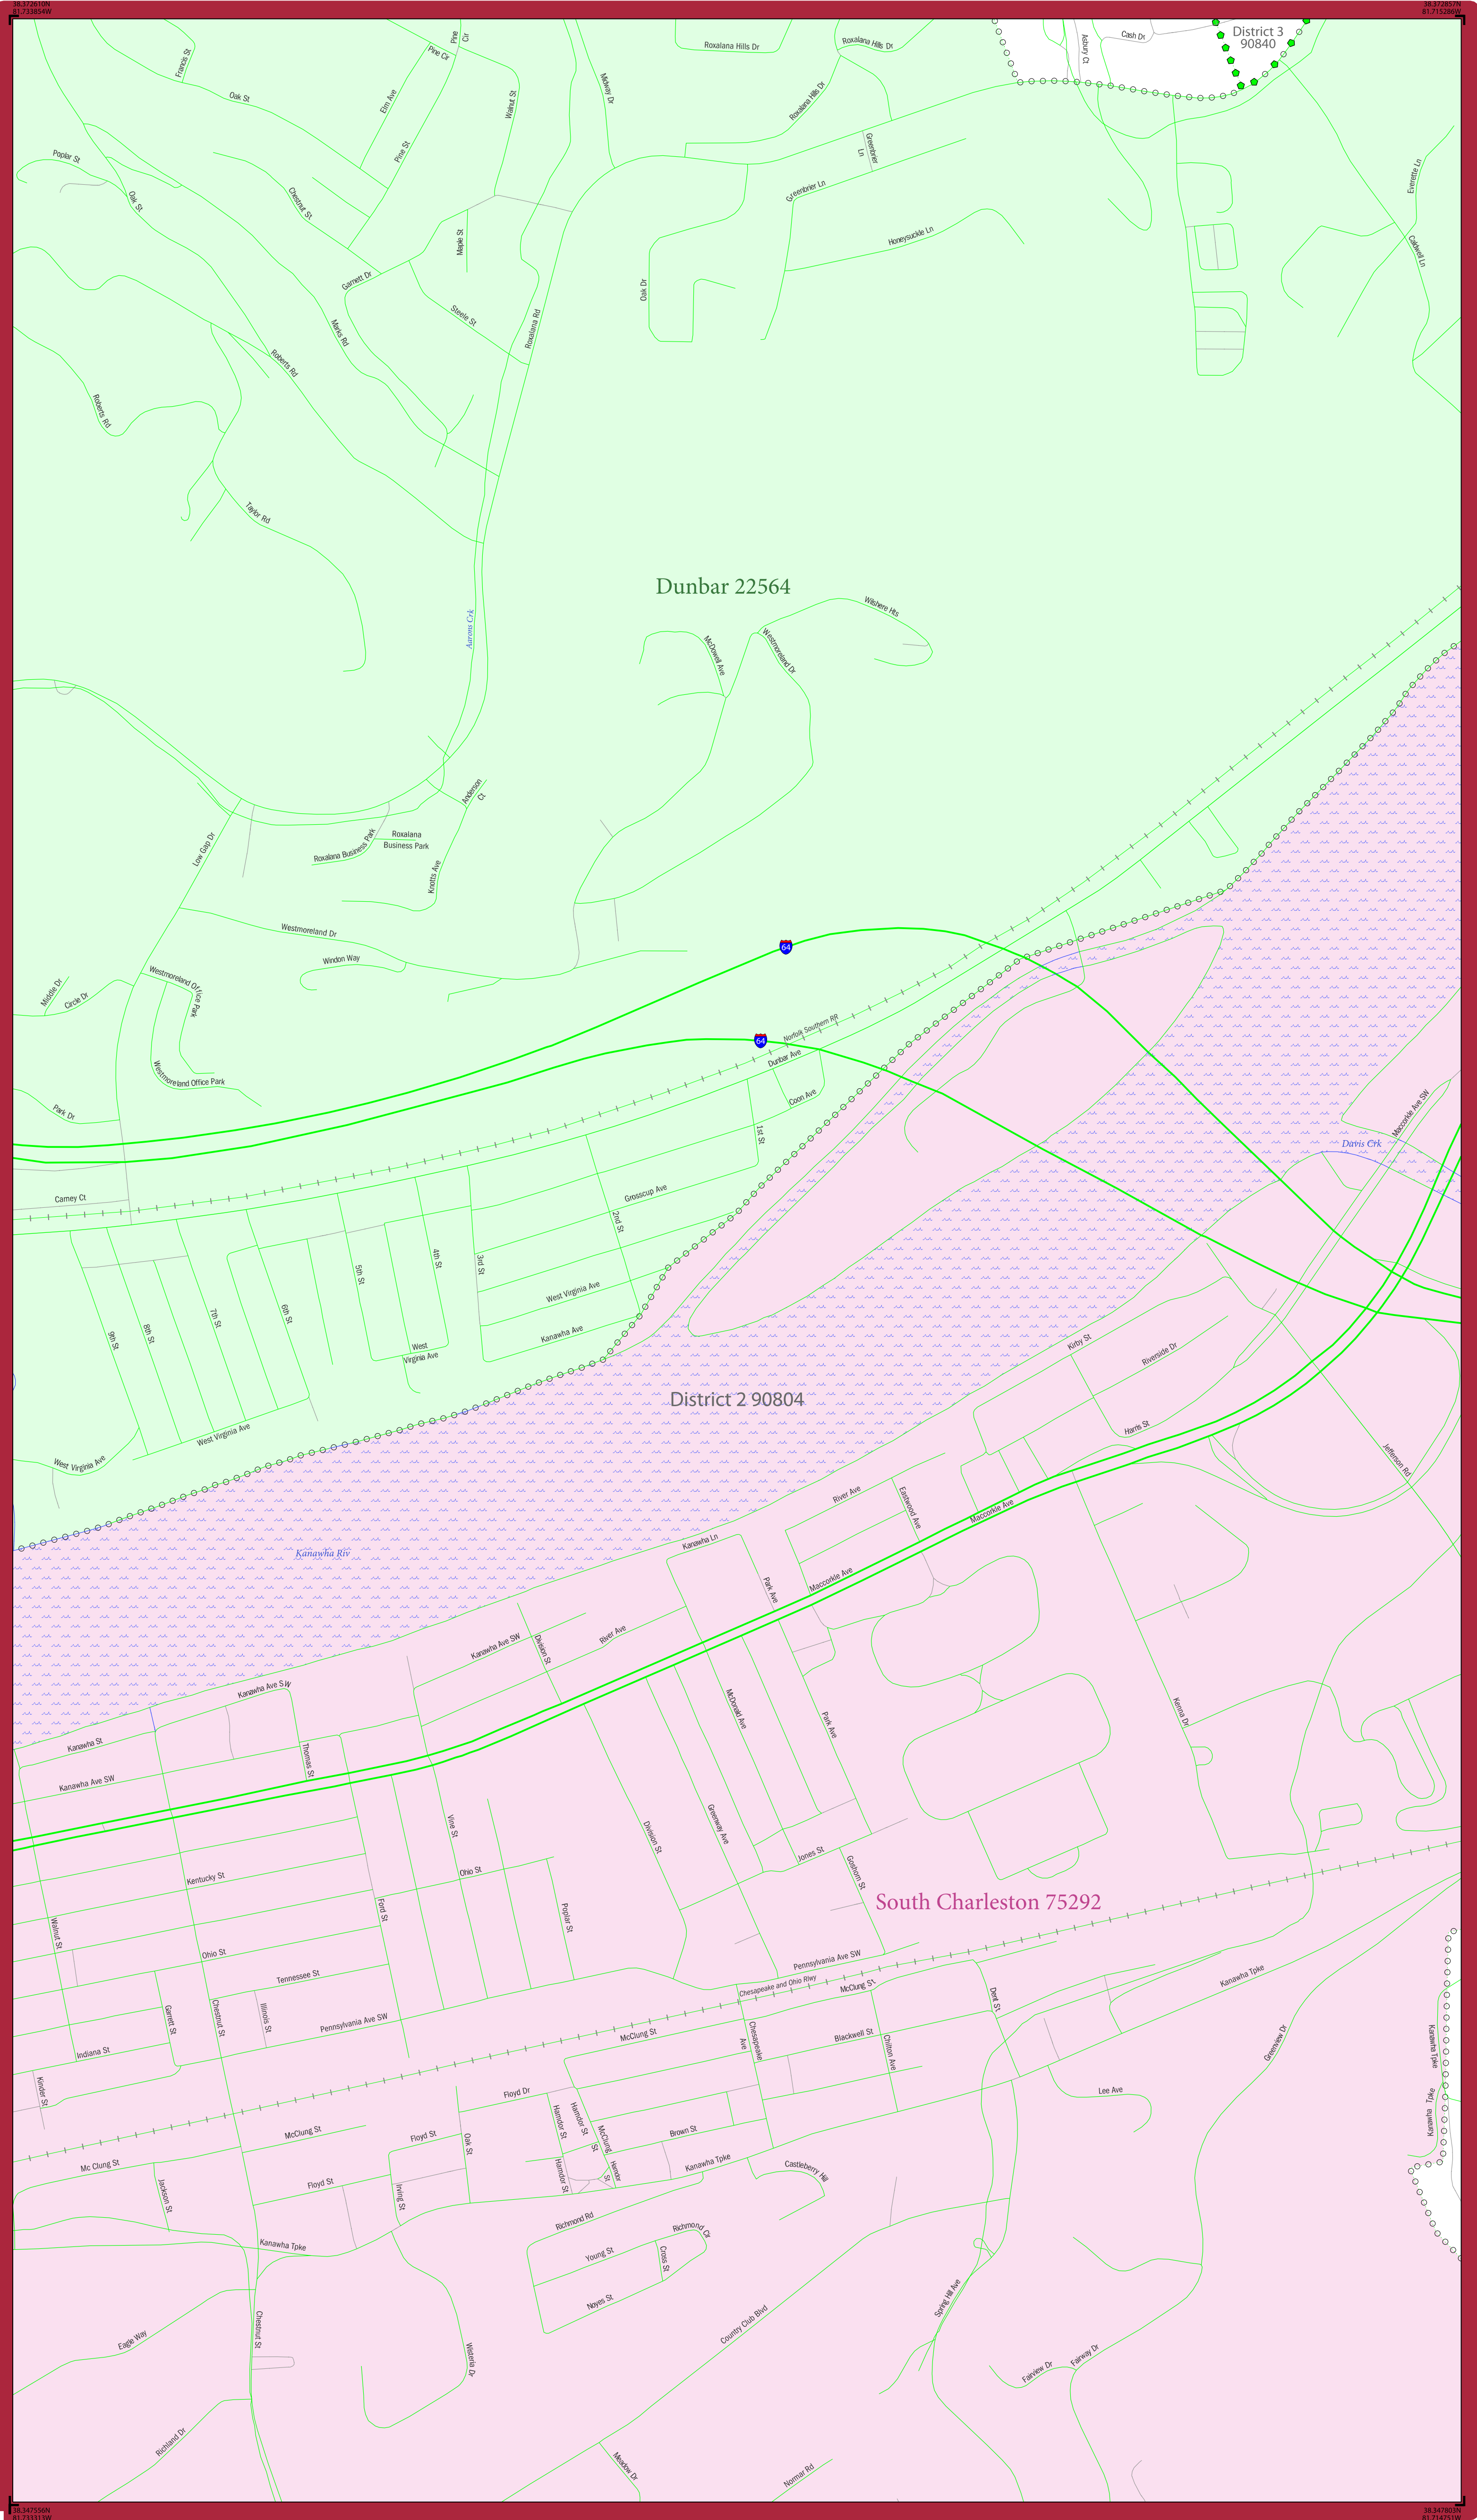 38.372610N
81.733854W
38.372857N
81.715286W
District 3
90840
Cash Dr
Asbury Ct
Roxalana Hills Dr
Roxalana Hills Dr
Roxalana Hills Dr
Pine
Cir
Pine Cir
Francis St
Oak St
Elm Ave
Walnut St
Midway Dr
Pine St
Greenbrier
Ln
Greenbrier Ln
Poplar St
Oak St
Chestnut St
Everette Ln
Caldwell Ln
Maple St
Honeysuckle Ln
Garnett Dr
Oak Dr
Steele St
Marks Rd
Roxalana Rd
Roberts Rd
Roberts Rd
Taylor Rd
Dunbar 22564
Aarons Crk
Wilshere Hts
McDowell Ave
Westmoreland Dr
Anderson
Ct
Low Gap Dr
Roxalana Business Park
Roxalana
Business Park
Knotts Ave
Westmoreland Dr
Windon Way
64
Middle Dr
Circle Dr
Westmoreland Office Park
Westmoreland Office Park
64
Norfolk Southern RR
Dunbar Ave
Coon Ave
Park Dr
1st St
Maccorkle Ave SW
Davis Crk
Carney Ct
Grosscup Ave
2nd St
3rd St
4th St
5th St
6th St
7th St
8th St
9th St
West Virginia Ave
Kanawha Ave
West
Virginia Ave
Kirby St
Riverside Dr
District 2 90804
Harris St
West Virginia Ave
West Virginia Ave
Jefferson Rd
River Ave
Eastwood Ave
Maccorkle Ave
Kanawha Riv
Kanawha Ln
Park Ave
Maccorkle Ave
Kanawha Ave SW
Division St
River Ave
Kanawha Ave SW
McDonald Ave
Park Ave
Kenna Dr
Kanawha St
Thomas St
Kanawha Ave SW
Vine St
Division St
Greenway Ave
Jones St
Goshorn St
Kentucky St
Ohio St
Ford St
Poplar St
South Charleston 75292
Walnut St
Ohio St
Tennessee St
Pennsylvania Ave SW
Chesapeake and Ohio Rlwy
McClung St
Kanawha Tpke
Dent St
Garrett St
Chestnut St
Illinois St
Pennsylvania Ave SW
McClung St
Chesapeake
Ave
Blackwell St
Chilton Ave
Greenview Dr
Kanawha Tpke
Indiana St
Kinder St
Floyd Dr
Lee Ave
Kanawha Tpke
Hamdor St
Hamdor St
McClung
St
Brown St
McClung St
Floyd St
Oak St
Mc Clung St
Hamdor St
Hamdor
St
Kanawha Tpke
Castleberry Hill
Jackson St
Floyd St
Irving St
Richmond Rd
Richmond Cir
Kanawha Tpke
Young St
Cross St
Noyes St
Spring Hill Ave
Country Club Blvd
Chestnut St
Eagle Way
Wisteria Dr
Fairview Dr
Fairway Dr
Richland Dr
Meadow Dr
Normar Rd
38.347556N
81.733313W
38.347803N
81.714751W